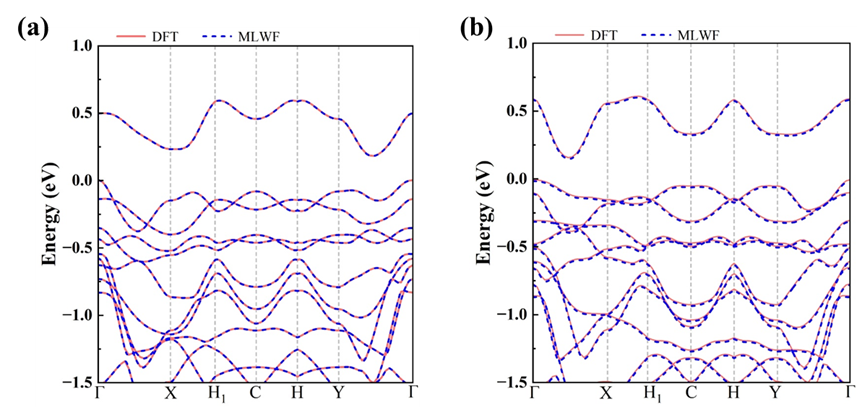 (a)
DFT MLWF
Energy (eV)
1.0
0.5
0.0
−0.5
−1.0
−1.5
Γ X H₁ C H Y Γ
(b)
DFT MLWF
Energy (eV)
1.0
0.5
0.0
−0.5
−1.0
−1.5
Γ X H₁ C H Y Γ